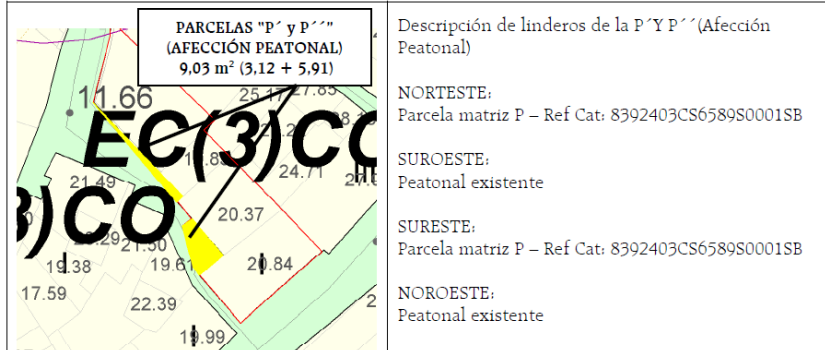 PARCELAS "P´ y P´´"
(AFECCIÓN PEATONAL)
9,03 m² (3,12 + 5,91)
11.66
EC(3)CO
)CO
21.49
24.71
20.37
21.50
19.38
19.61
20.84
17.59
22.39
19.99
Descripción de linderos de la P´Y P´´(Afección
Peatonal)
NORTESTE:
Parcela matriz P – Ref Cat: 8392403CS6589S0001SB
SUROESTE:
Peatonal existente
SURESTE:
Parcela matriz P – Ref Cat: 8392403CS6589S0001SB
NOROESTE:
Peatonal existente